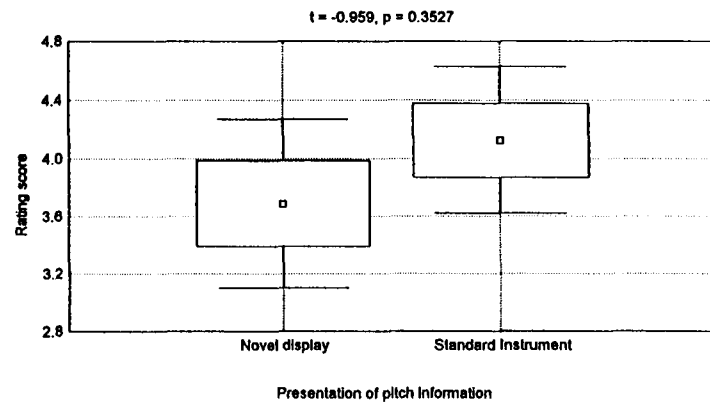 t = -0.959, p = 0.3527
4.8
4.4
4.0
3.6
3.2
2.8
Rating score
Novel display
Standard Instrument
Presentation of pitch Information